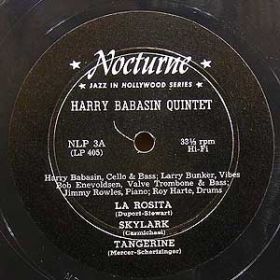 Nocturne
JAZZ IN HOLLYWOOD SERIES
HARRY BABASIN QUINTET
NLP 3A
(LP 405)
33⅓ rpm
Hi-Fi
Harry Babasin, Cello & Bass; Larry Bunker, Vibes
Bob Enevoldsen, Valve Trombone & Bass;
Jimmy Rowles, Piano; Roy Harte, Drums
LA ROSITA
(Dupont-Stewart)
SKYLARK
(Carmichael)
TANGERINE
(Mercer-Schertzinger)